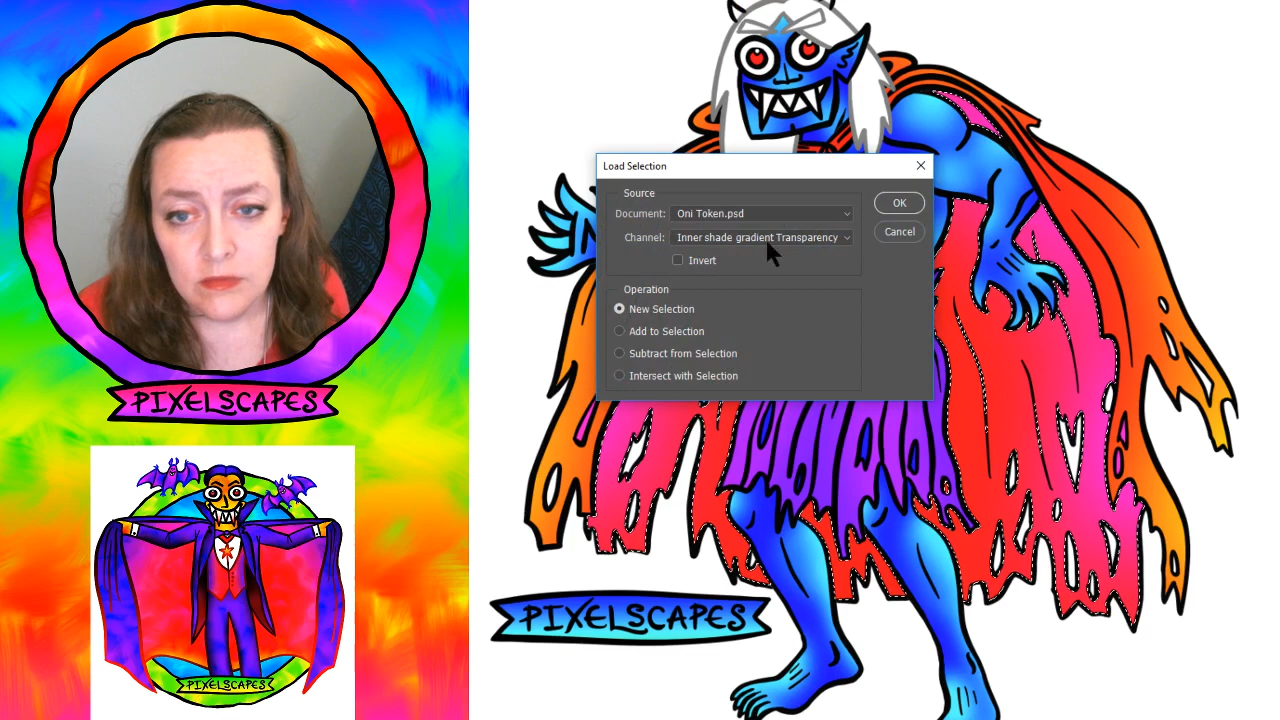 PIXELSCAPES
PIXELSCAPES
Load Selection
Source
Document: Oni Token.psd
Channel: Inner shade gradient Transparency
Invert
OK
Cancel
Operation
New Selection
Add to Selection
Subtract from Selection
Intersect with Selection
PIXELSCAPES